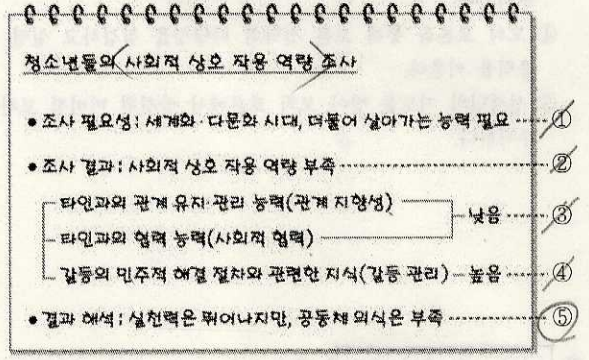 청소년들의 사회적 상호 작용 역량 조사
• 조사 필요성: 세계화·다문화 시대, 더불어 살아가는 능력 필요 ①
• 조사 결과: 사회적 상호 작용 역량 부족 ②
타인과의 관계 유지·관리 능력(관계 지향성)
낮음 ③
타인과의 협력 능력(사회적 협력)
갈등의 민주적 해결 절차와 관련한 지식(갈등 관리) 높음 ④
• 결과 해석: 실천력은 뛰어나지만, 공동체 의식은 부족 ⑤